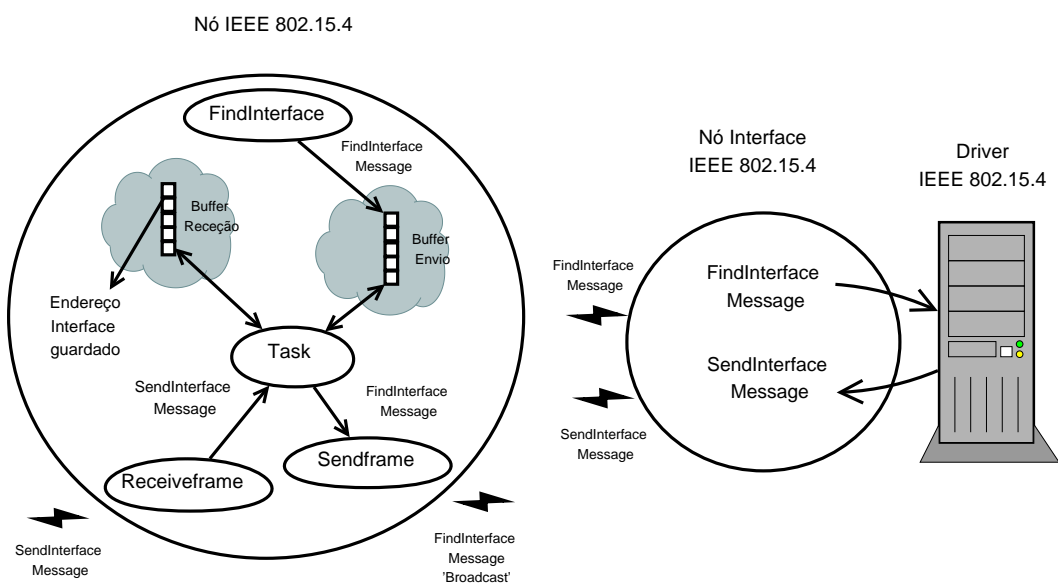 Nó IEEE 802.15.4
FindInterface
FindInterface
Message
Buffer
Receção
Buffer
Envio
Endereço
Interface
guardado
Task
SendInterface
Message
FindInterface
Message
Receiveframe
Sendframe
SendInterface
Message
FindInterface
Message
'Broadcast'
Nó Interface
IEEE 802.15.4
FindInterface
Message
SendInterface
Message
FindInterface
Message
SendInterface
Message
Driver
IEEE 802.15.4